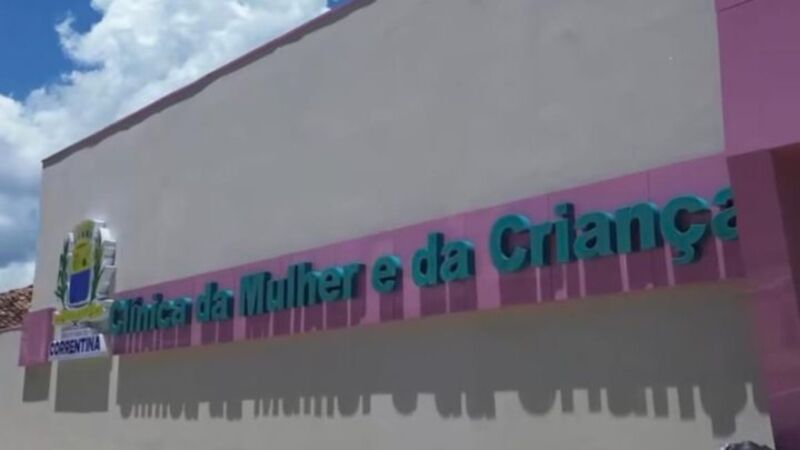 Clínica da Mulher e da Criança
CORRENTINA